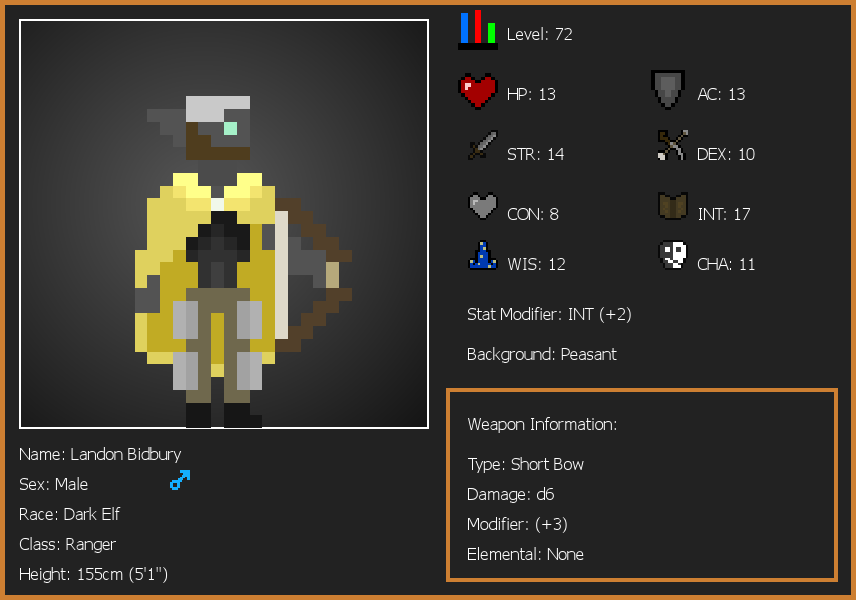 Level: 72
HP: 13
AC: 13
STR: 14
DEX: 10
CON: 8
INT: 17
WIS: 12
CHA: 11
Stat Modifier: INT (+2)
Background: Peasant
Weapon Information:
Type: Short Bow
Damage: d6
Modifier: (+3)
Elemental: None
Name: Landon Bidbury
Sex: Male
Race: Dark Elf
Class: Ranger
Height: 155cm (5'1")